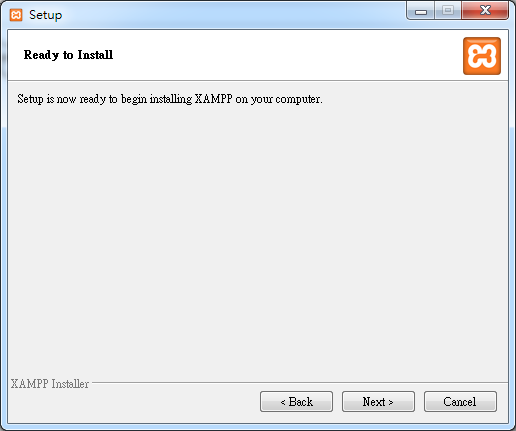 Setup
Ready to Install
Setup is now ready to begin installing XAMPP on your computer.
XAMPP Installer
< Back
Next >
Cancel